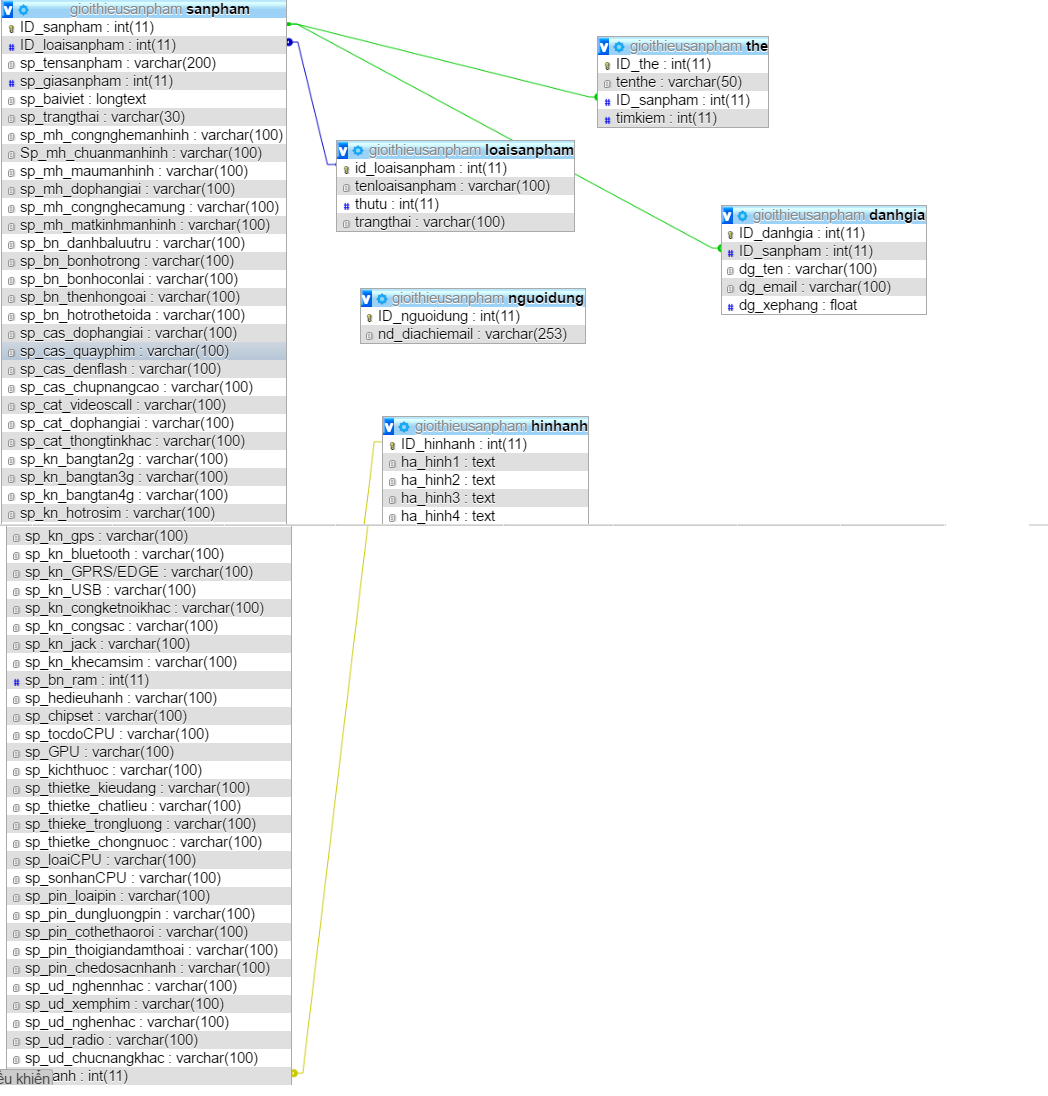 gioithieusanpham sanpham
ID_sanpham : int(11)
ID_loaisanpham : int(11)
sp_tensanpham : varchar(200)
sp_giasanpham : int(11)
sp_baiviet : longtext
sp_trangthai : varchar(30)
sp_mh_congnghemanhinh : varchar(100)
Sp_mh_chuanmanhinh : varchar(100)
sp_mh_maumanhinh : varchar(100)
sp_mh_dophangiai : varchar(100)
sp_mh_congnghecamung : varchar(100)
sp_mh_matkinhmanhinh : varchar(100)
sp_bn_danhbaluutru : varchar(100)
sp_bn_bonhotrong : varchar(100)
sp_bn_bonhoconlai : varchar(100)
sp_bn_thenhongoai : varchar(100)
sp_bn_hotrothetoida : varchar(100)
sp_cas_dophangiai : varchar(100)
sp_cas_quayphim : varchar(100)
sp_cas_denflash : varchar(100)
sp_cas_chupnangcao : varchar(100)
sp_cat_videoscall : varchar(100)
sp_cat_dophangiai : varchar(100)
sp_cat_thongtinkhac : varchar(100)
sp_kn_bangtan2g : varchar(100)
sp_kn_bangtan3g : varchar(100)
sp_kn_bangtan4g : varchar(100)
sp_kn_hotrosim : varchar(100)
sp_kn_gps : varchar(100)
sp_kn_bluetooth : varchar(100)
sp_kn_GPRS/EDGE : varchar(100)
sp_kn_USB : varchar(100)
sp_kn_congketnoikhac : varchar(100)
sp_kn_congsac : varchar(100)
sp_kn_jack : varchar(100)
sp_kn_khecamsim : varchar(100)
sp_bn_ram : int(11)
sp_hedieuhanh : varchar(100)
sp_chipset : varchar(100)
sp_tocdoCPU : varchar(100)
sp_GPU : varchar(100)
sp_kichthuoc : varchar(100)
sp_thietke_kieudang : varchar(100)
sp_thietke_chatlieu : varchar(100)
sp_thieke_trongluong : varchar(100)
sp_thietke_chongnuoc : varchar(100)
sp_loaiCPU : varchar(100)
sp_sonhanCPU : varchar(100)
sp_pin_loaipin : varchar(100)
sp_pin_dungluongpin : varchar(100)
sp_pin_cothethaoroi : varchar(100)
sp_pin_thoigiandamthoai : varchar(100)
sp_pin_chedosacnhanh : varchar(100)
sp_ud_nghennhac : varchar(100)
sp_ud_xemphim : varchar(100)
sp_ud_nghenhac : varchar(100)
sp_ud_radio : varchar(100)
sp_ud_chucnangkhac : varchar(100)
ều khiển anh : int(11)
gioithieusanpham the
ID_the : int(11)
tenthe : varchar(50)
ID_sanpham : int(11)
timkiem : int(11)
gioithieusanpham loaisanpham
id_loaisanpham : int(11)
tenloaisanpham : varchar(100)
thutu : int(11)
trangthai : varchar(100)
gioithieusanpham danhgia
ID_danhgia : int(11)
ID_sanpham : int(11)
dg_ten : varchar(100)
dg_email : varchar(100)
dg_xephang : float
gioithieusanpham nguoidung
ID_nguoidung : int(11)
nd_diachiemail : varchar(253)
gioithieusanpham hinhanh
ID_hinhanh : int(11)
ha_hinh1 : text
ha_hinh2 : text
ha_hinh3 : text
ha_hinh4 : text